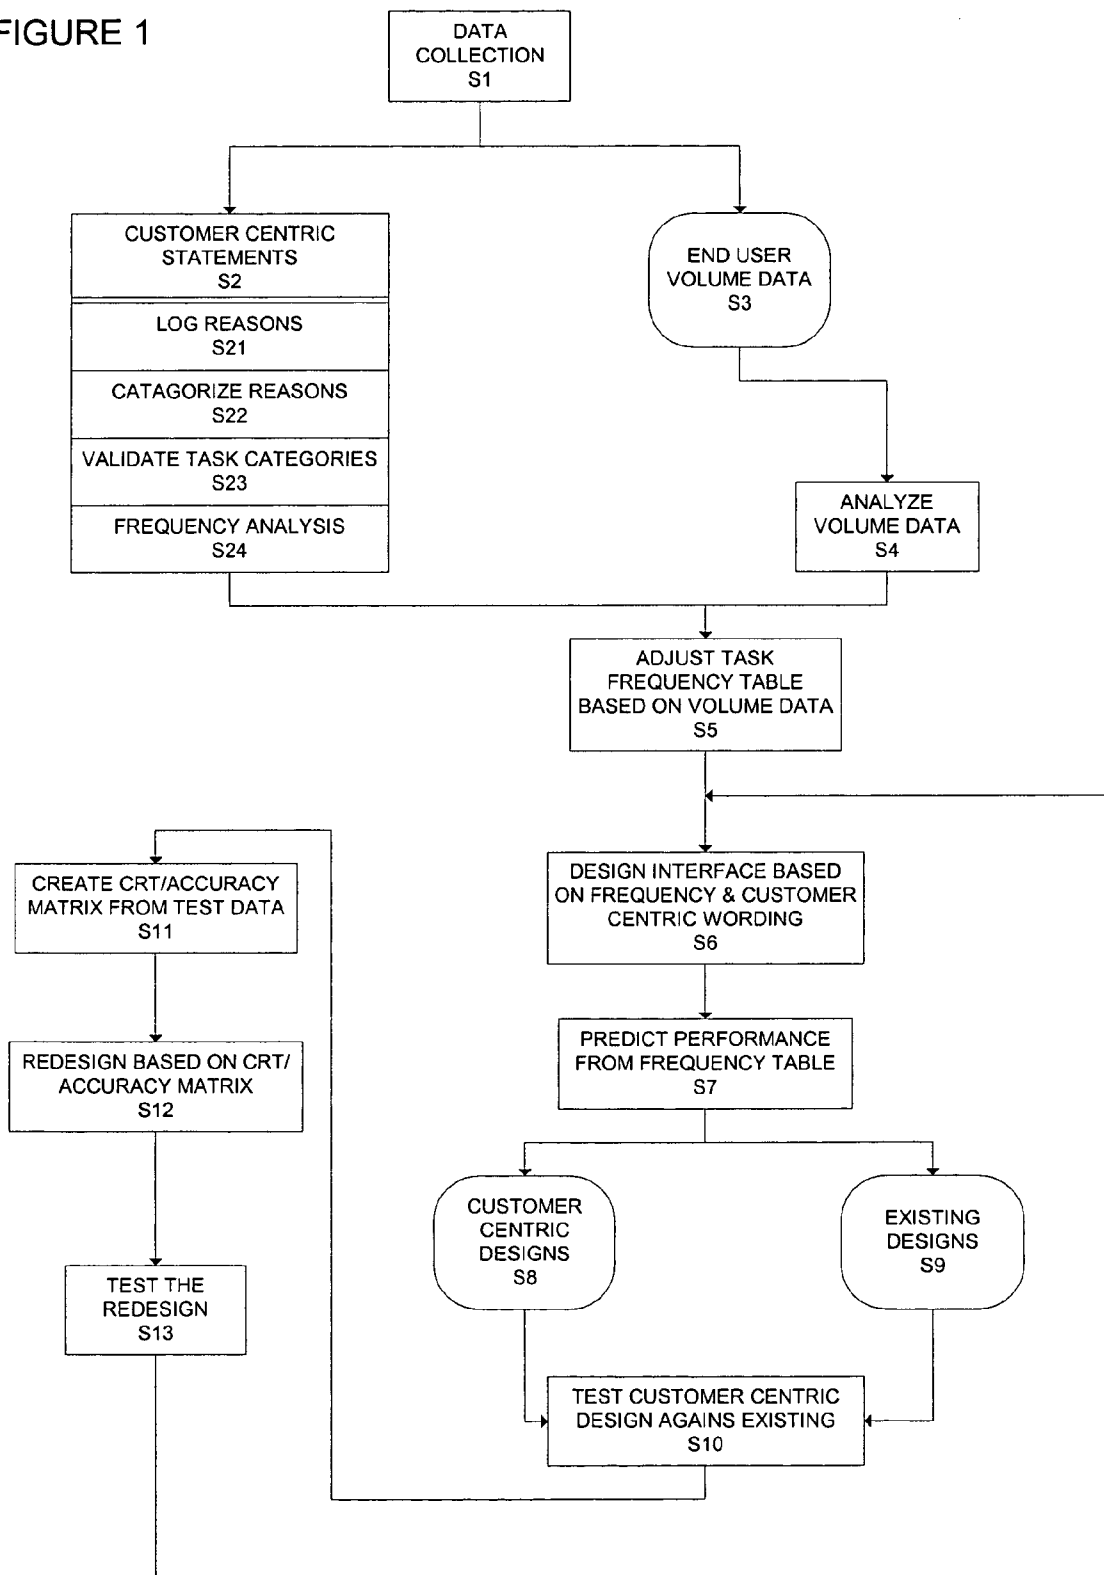 FIGURE 1
DATA
COLLECTION
S1
CUSTOMER CENTRIC
STATEMENTS
S2
LOG REASONS
S21
CATAGORIZE REASONS
S22
VALIDATE TASK CATEGORIES
S23
FREQUENCY ANALYSIS
S24
END USER
VOLUME DATA
S3
ANALYZE
VOLUME DATA
S4
ADJUST TASK
FREQUENCY TABLE
BASED ON VOLUME DATA
S5
DESIGN INTERFACE BASED
ON FREQUENCY & CUSTOMER
CENTRIC WORDING
S6
PREDICT PERFORMANCE
FROM FREQUENCY TABLE
S7
CUSTOMER
CENTRIC
DESIGNS
S8
EXISTING
DESIGNS
S9
TEST CUSTOMER CENTRIC
DESIGN AGAINS EXISTING
S10
CREATE CRT/ACCURACY
MATRIX FROM TEST DATA
S11
REDESIGN BASED ON CRT/
ACCURACY MATRIX
S12
TEST THE
REDESIGN
S13